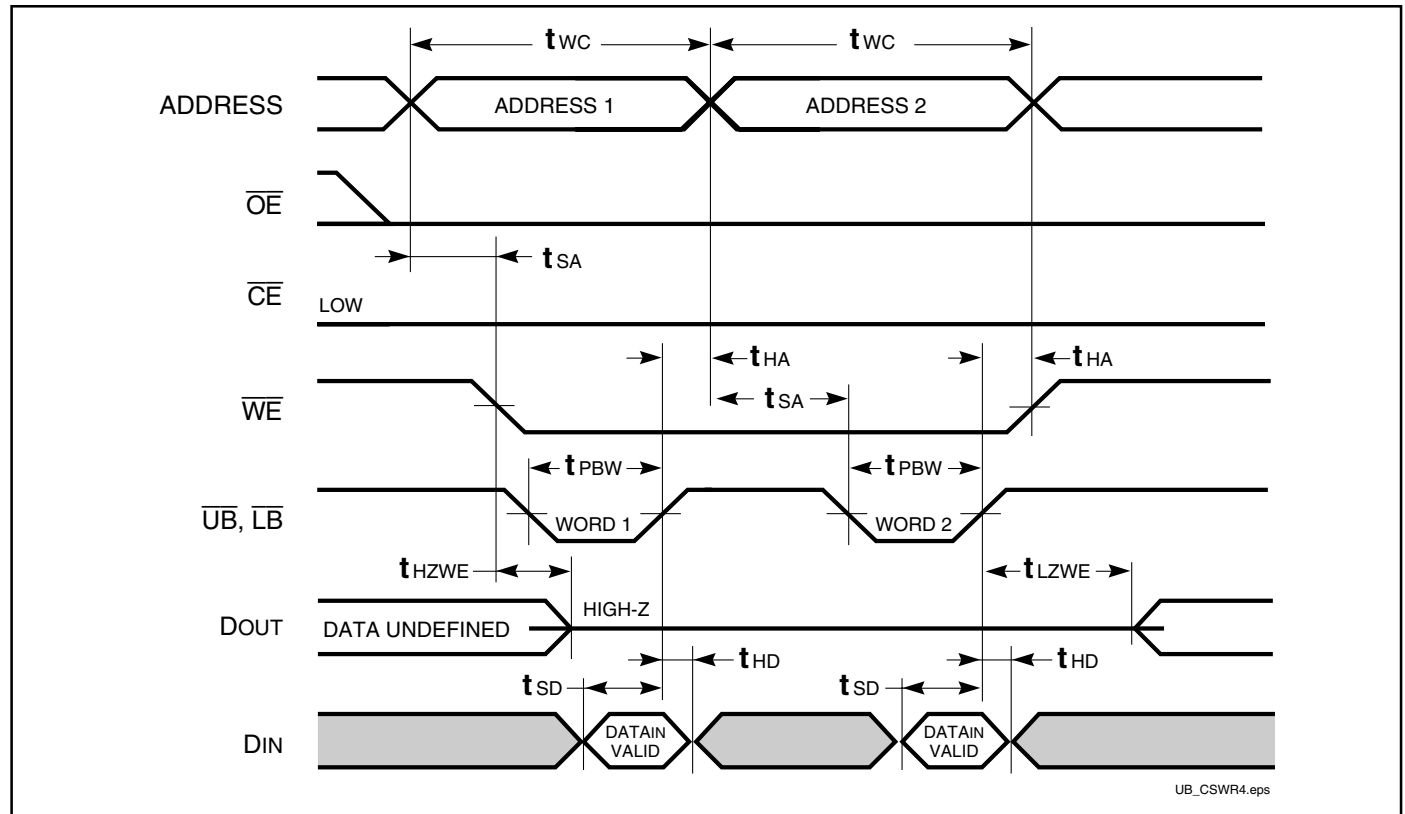 tWC tWC
ADDRESS ADDRESS 1 ADDRESS 2
OE
tSA
CE LOW
tHA tHA
WE tSA
tPBW tPBW
UB, LB WORD 1 WORD 2
tHZWE tLZWE
DOUT DATA UNDEFINED HIGH-Z
tHD tHD
tSD tSD
DIN DATAIN VALID DATAIN VALID
UB_CSWR4.eps